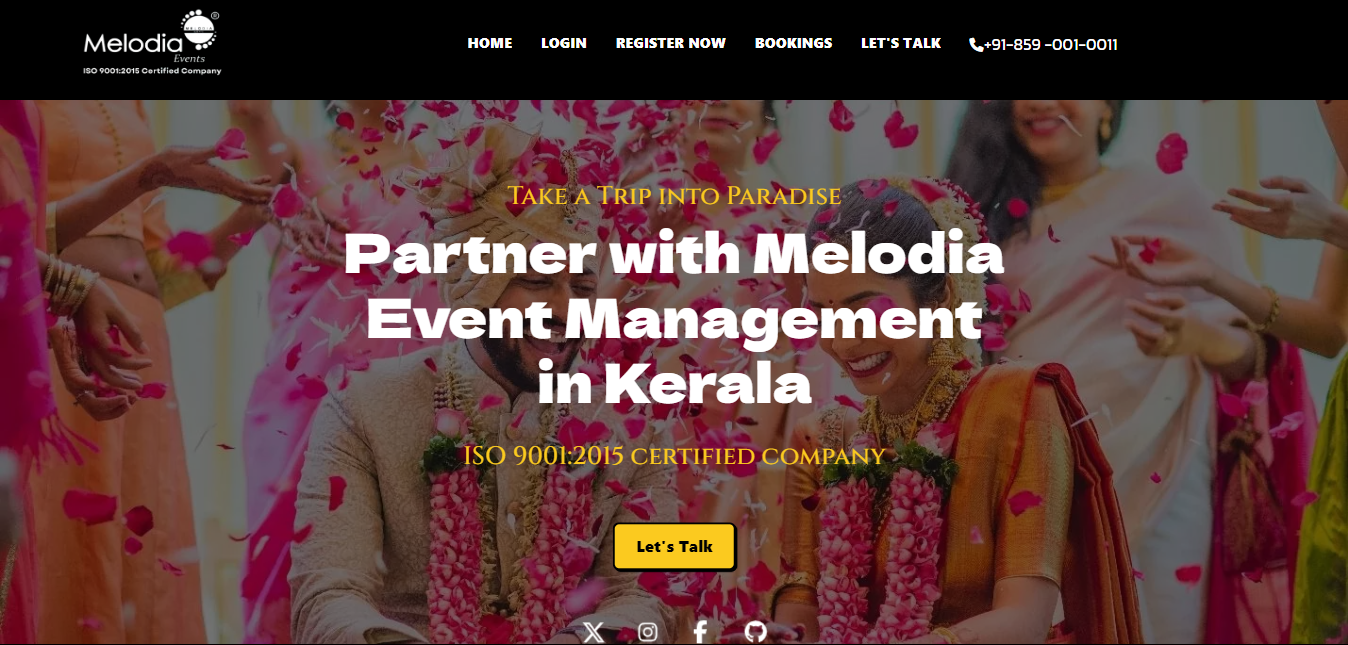 Melodia
Events
ISO 9001:2015 Certified Company
HOME LOGIN REGISTER NOW BOOKINGS LET'S TALK +91-859 -001-0011
Take a Trip into Paradise
Partner with Melodia
Event Management
in Kerala
ISO 9001:2015 certified company
Let's Talk